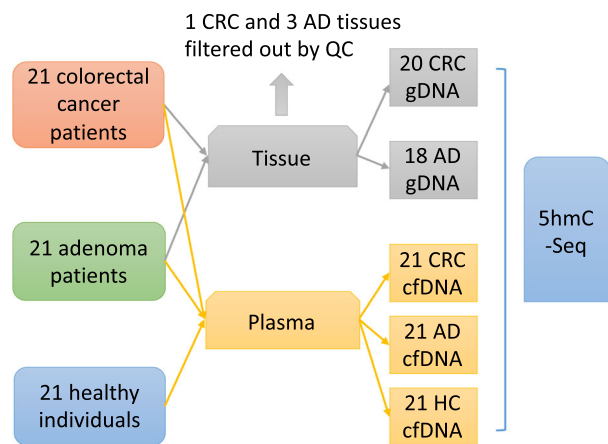 1 CRC and 3 AD tissues
filtered out by QC
21 colorectal
cancer
patients
Tissue
20 CRC
gDNA
18 AD
gDNA
5hmC
-Seq
21 adenoma
patients
Plasma
21 CRC
cfDNA
21 AD
cfDNA
21 healthy
individuals
21 HC
cfDNA